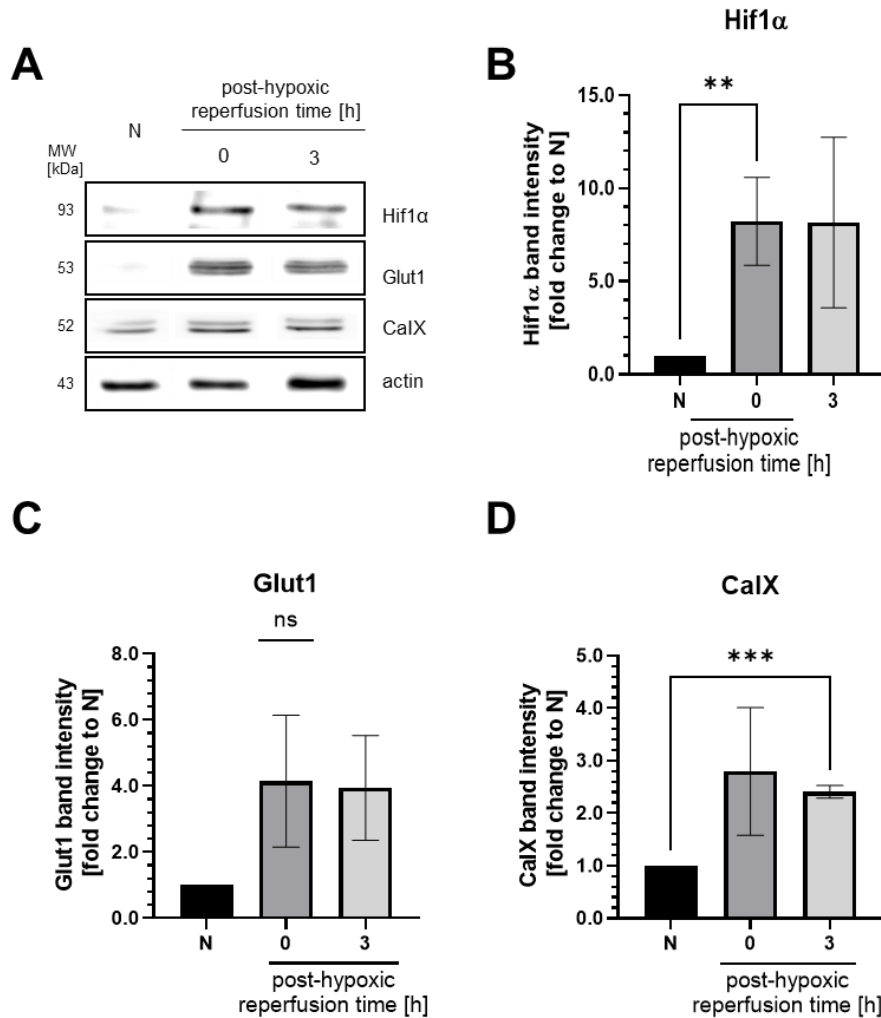 A
post-hypoxic
reperfusion time [h]
N
MW
[kDa]
0
3
93
Hif1α
53
Glut1
52
CalX
43
actin
B
Hif1α
**
15.0
10.0
5.0
0.0
Hif1α band intensity
[fold change to N]
N
0
3
post-hypoxic
reperfusion time [h]
C
Glut1
ns
8.0
6.0
4.0
2.0
0.0
Glut1 band intensity
[fold change to N]
N
0
3
post-hypoxic
reperfusion time [h]
D
CalX
***
5.0
4.0
3.0
2.0
1.0
0.0
CalX band intensity
[fold change to N]
N
0
3
post-hypoxic
reperfusion time [h]